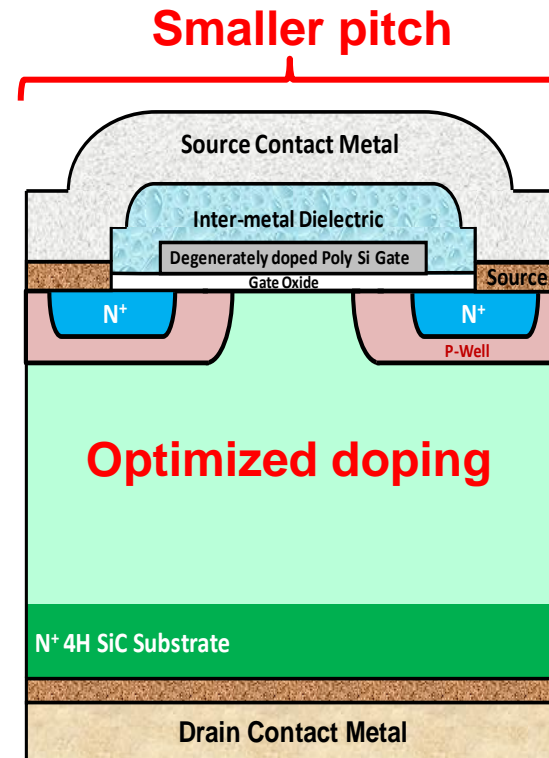 Smaller pitch
Source Contact Metal
Inter-metal Dielectric
Degenerately doped Poly Si Gate
Gate Oxide
Source
N⁺
N⁺
P-Well
Optimized doping
N⁺ 4H SiC Substrate
Drain Contact Metal